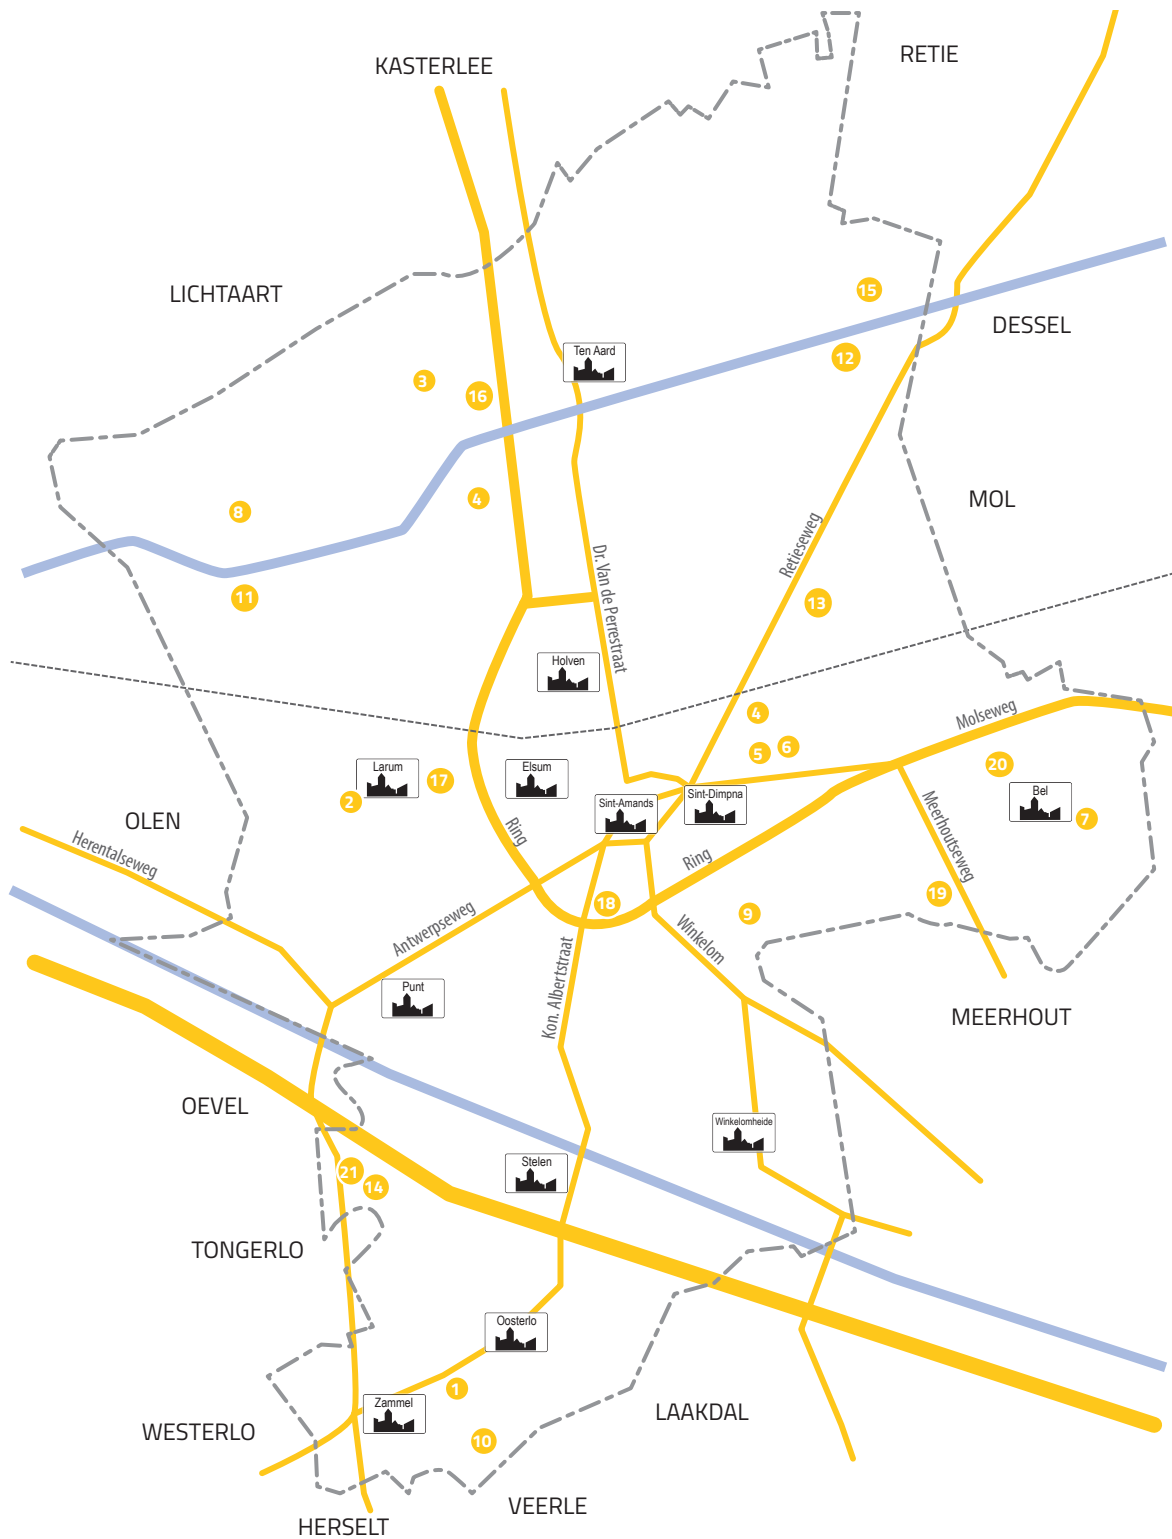 RETIE
KASTERLEE
15
LICHTAART
DESSEL
Ten Aard
12
3
16
4
MOL
8
Retieseweg
Dr. Van de Perrestraat
11
13
Holven
4
Molseweg
5
6
Larum
17
Elsum
20
2
Sint-Amands
Sint-Dimpna
Bel
7
OLEN
Herentalseweg
Ring
Ring
Meerhoutseweg
18
9
19
Antwerpseweg
Winkelom
Kon. Albertstraat
Punt
MEERHOUT
OEVEL
Winkelomheide
21
14
Stelen
TONGERLO
Oosterlo
1
Zammel
LAAKDAL
WESTERLO
10
VEERLE
HERSELT